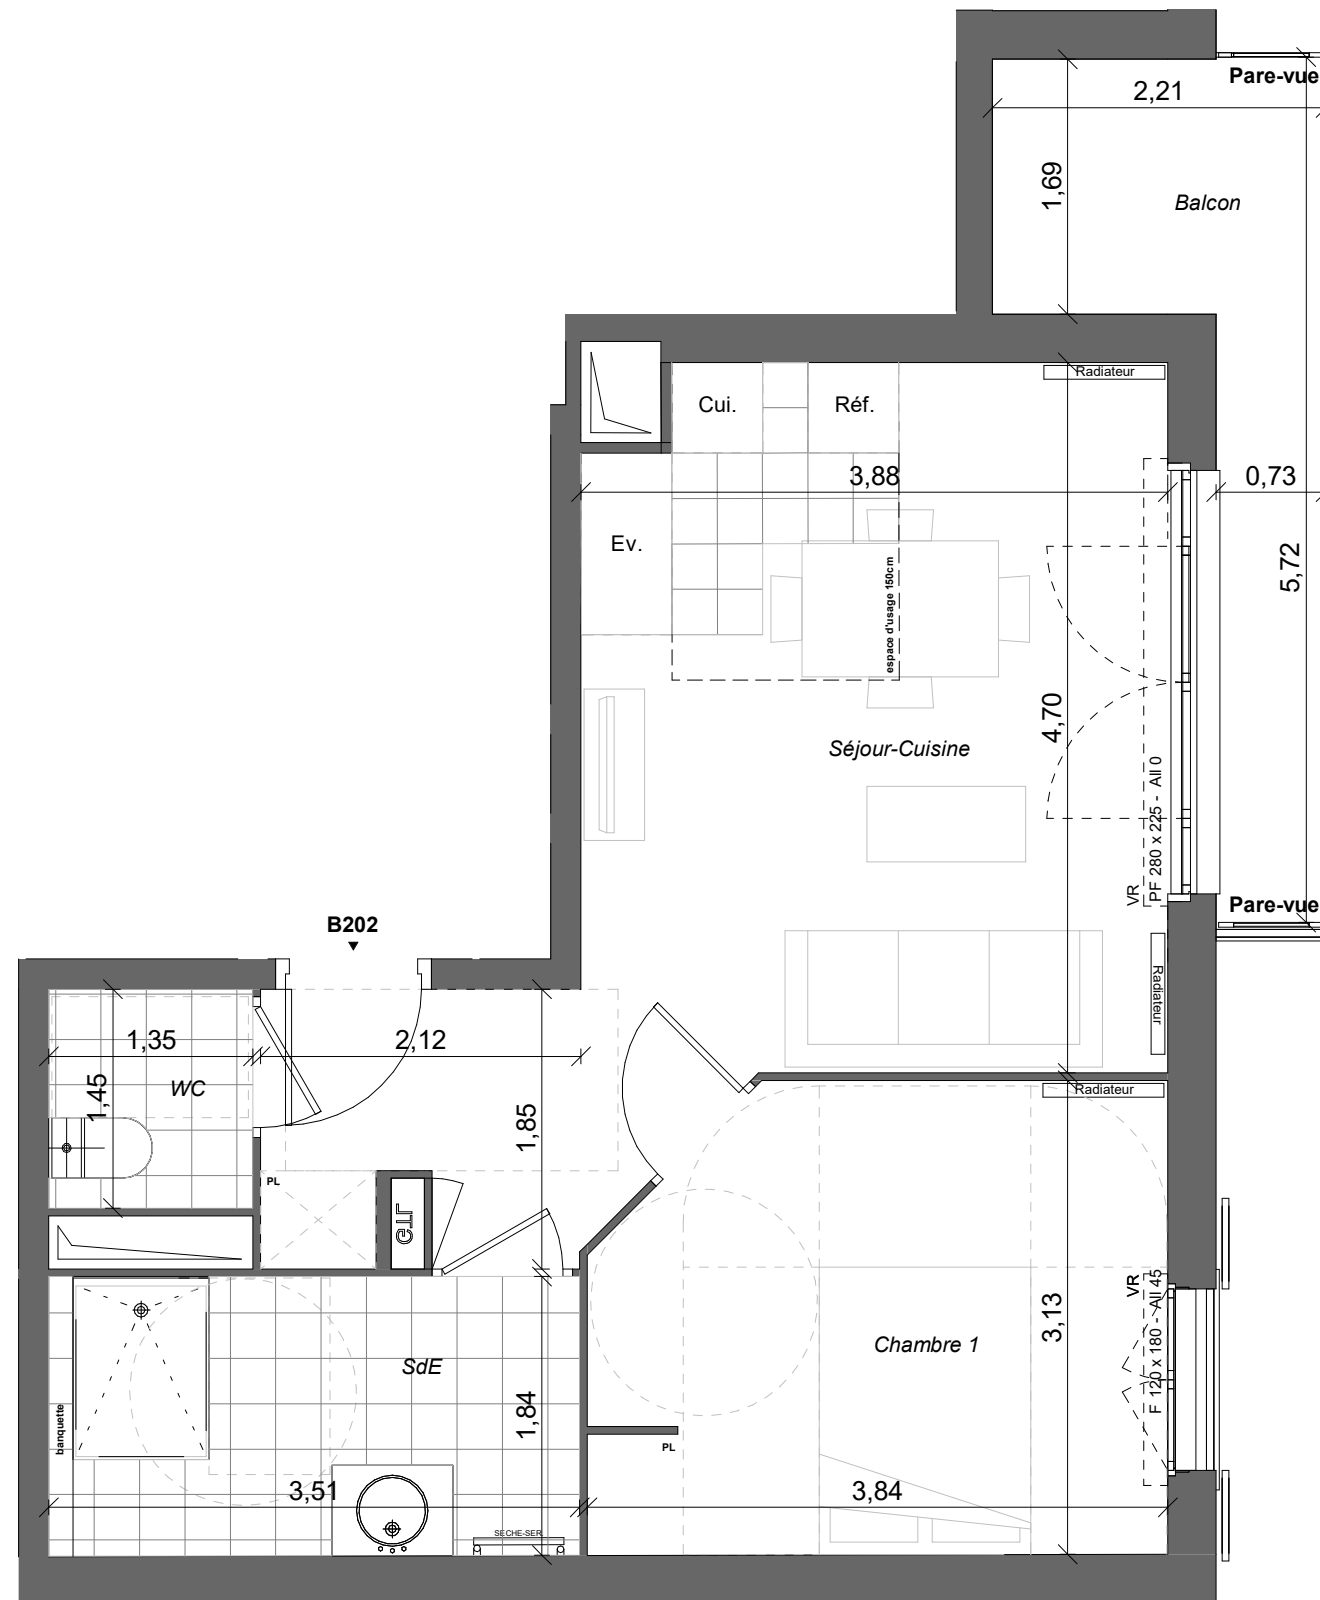 Pare-vue
2,21
1,69
Balcon
Radiateur
Cui.
Réf.
3,88
0,73
Ev.
espace d'usage 150cm
5,72
4,70
Séjour-Cuisine
VR
PF 280 x 225 - All 0
Pare-vue
B202
Radiateur
1,35
2,12
WC
1,45
Radiateur
1,85
PL
GTL
VR
F 120 x 180 - All 45
3,13
Chambre 1
SdE
banquette
1,84
PL
3,51
3,84
SECHE-SER